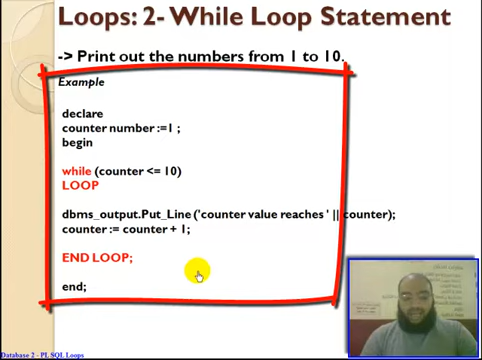 Loops: 2- While Loop Statement
-> Print out the numbers from 1 to 10.
Example
declare
counter number :=1 ;
begin
while (counter <= 10)
LOOP
dbms_output.Put_Line ('counter value reaches ' || counter);
counter := counter + 1;
END LOOP;
end;
Database 2 - PL SQL Loops